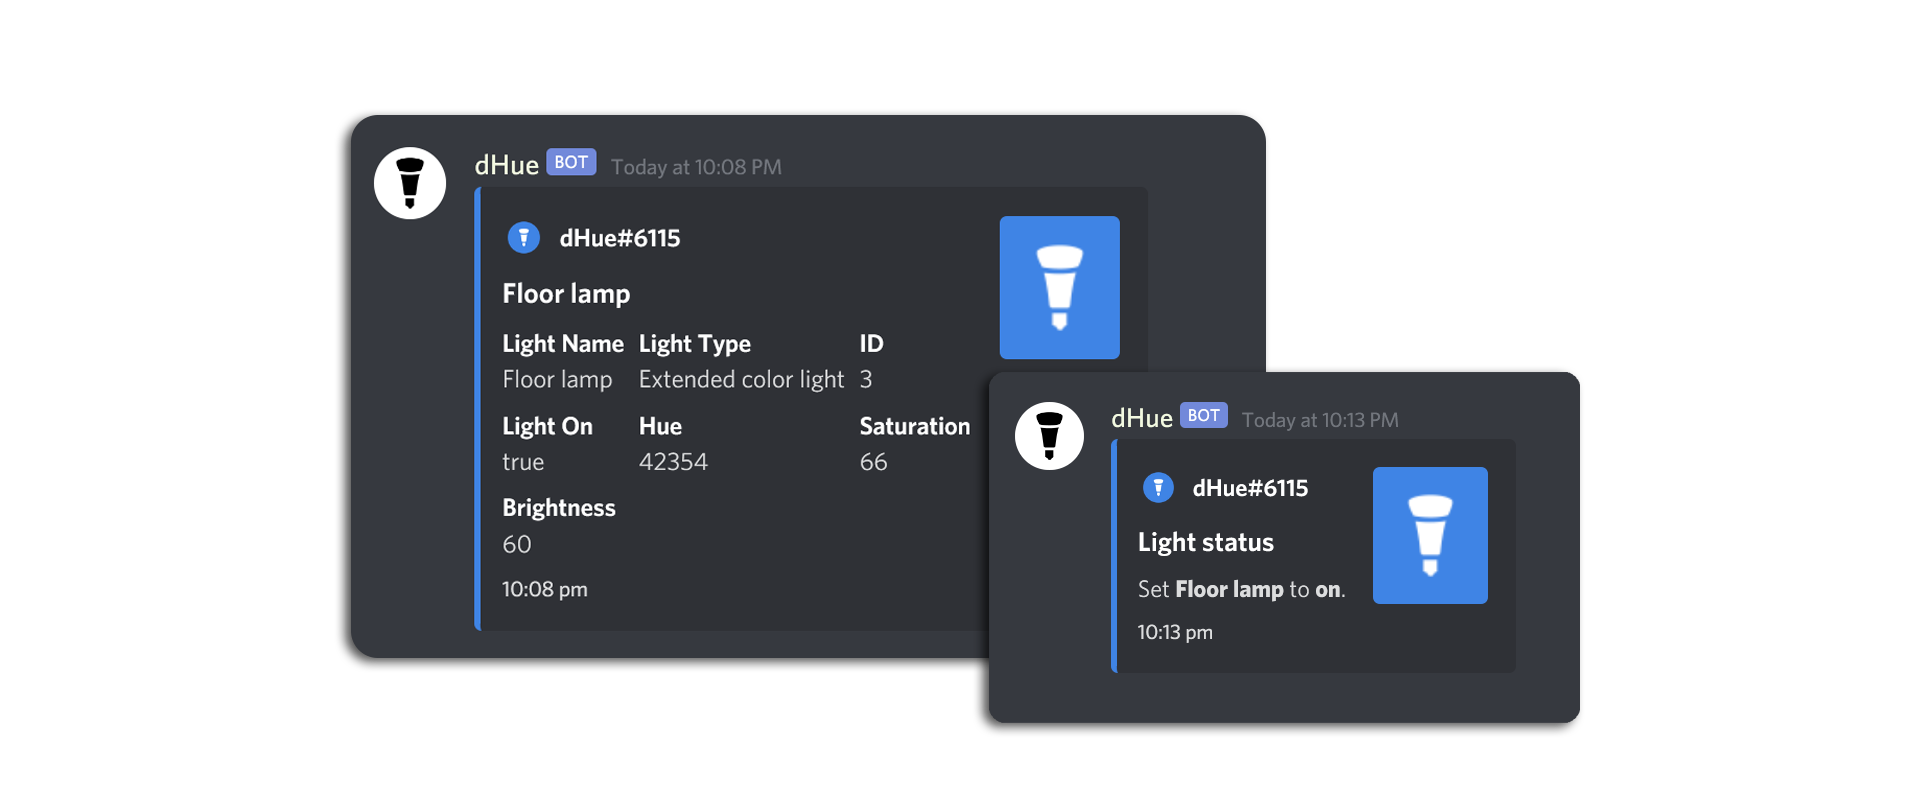 dHue BOT Today at 10:08 PM
dHue#6115
Floor lamp
Light Name Light Type ID
Floor lamp Extended color light 3
Light On Hue Saturation
true 42354 66
Brightness
60
10:08 pm
dHue BOT Today at 10:13 PM
dHue#6115
Light status
Set Floor lamp to on.
10:13 pm